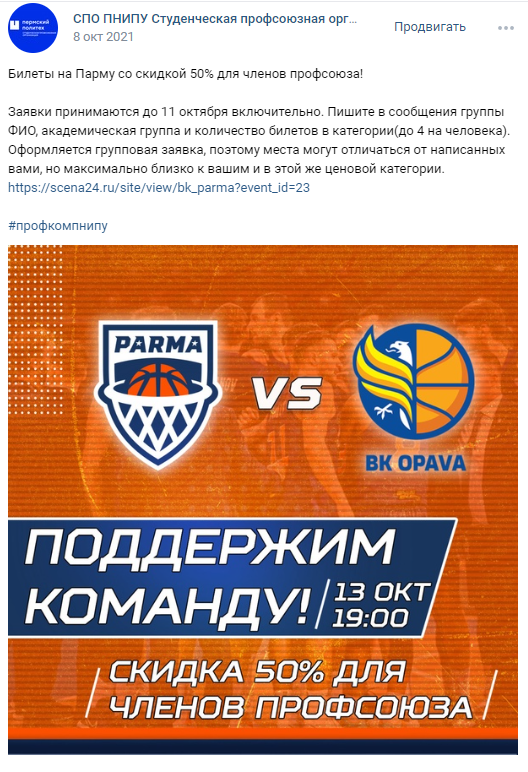 СПО ПНИПУ Студенческая профсоюзная орг...
8 окт 2021
Продвигать
пермский
политех
Билеты на Парму со скидкой 50% для членов профсоюза!
Заявки принимаются до 11 октября включительно. Пишите в сообщения группы
ФИО, академическая группа и количество билетов в категории(до 4 на человека).
Оформляется групповая заявка, поэтому места могут отличаться от написанных
вами, но максимально близко к вашим и в этой же ценовой категории.
https://scena24.ru/site/view/bk_parma?event_id=23
#профкомпнипу
PARMA
VS
BK OPAVA
ПОДДЕРЖИМ
КОМАНДУ!
13 ОКТ
19:00
СКИДКА 50% ДЛЯ
ЧЛЕНОВ ПРОФСОЮЗА